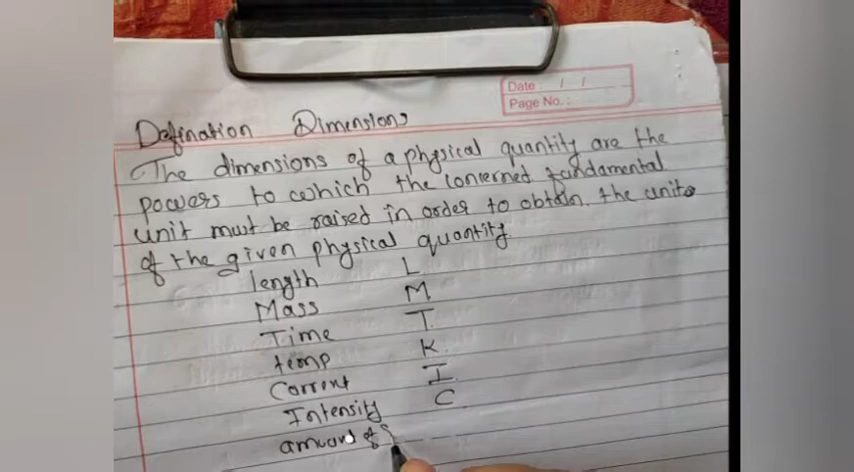 Date : / /
Page No. :
Defination Dimensions
The dimensions of a physical quantity are the
powers to which the concerned fundamental
unit must be raised in order to obtain the units
of the given physical quantity.
length L
Mass M
Time T
temp K
Corrent I
Intensity C
amount of S